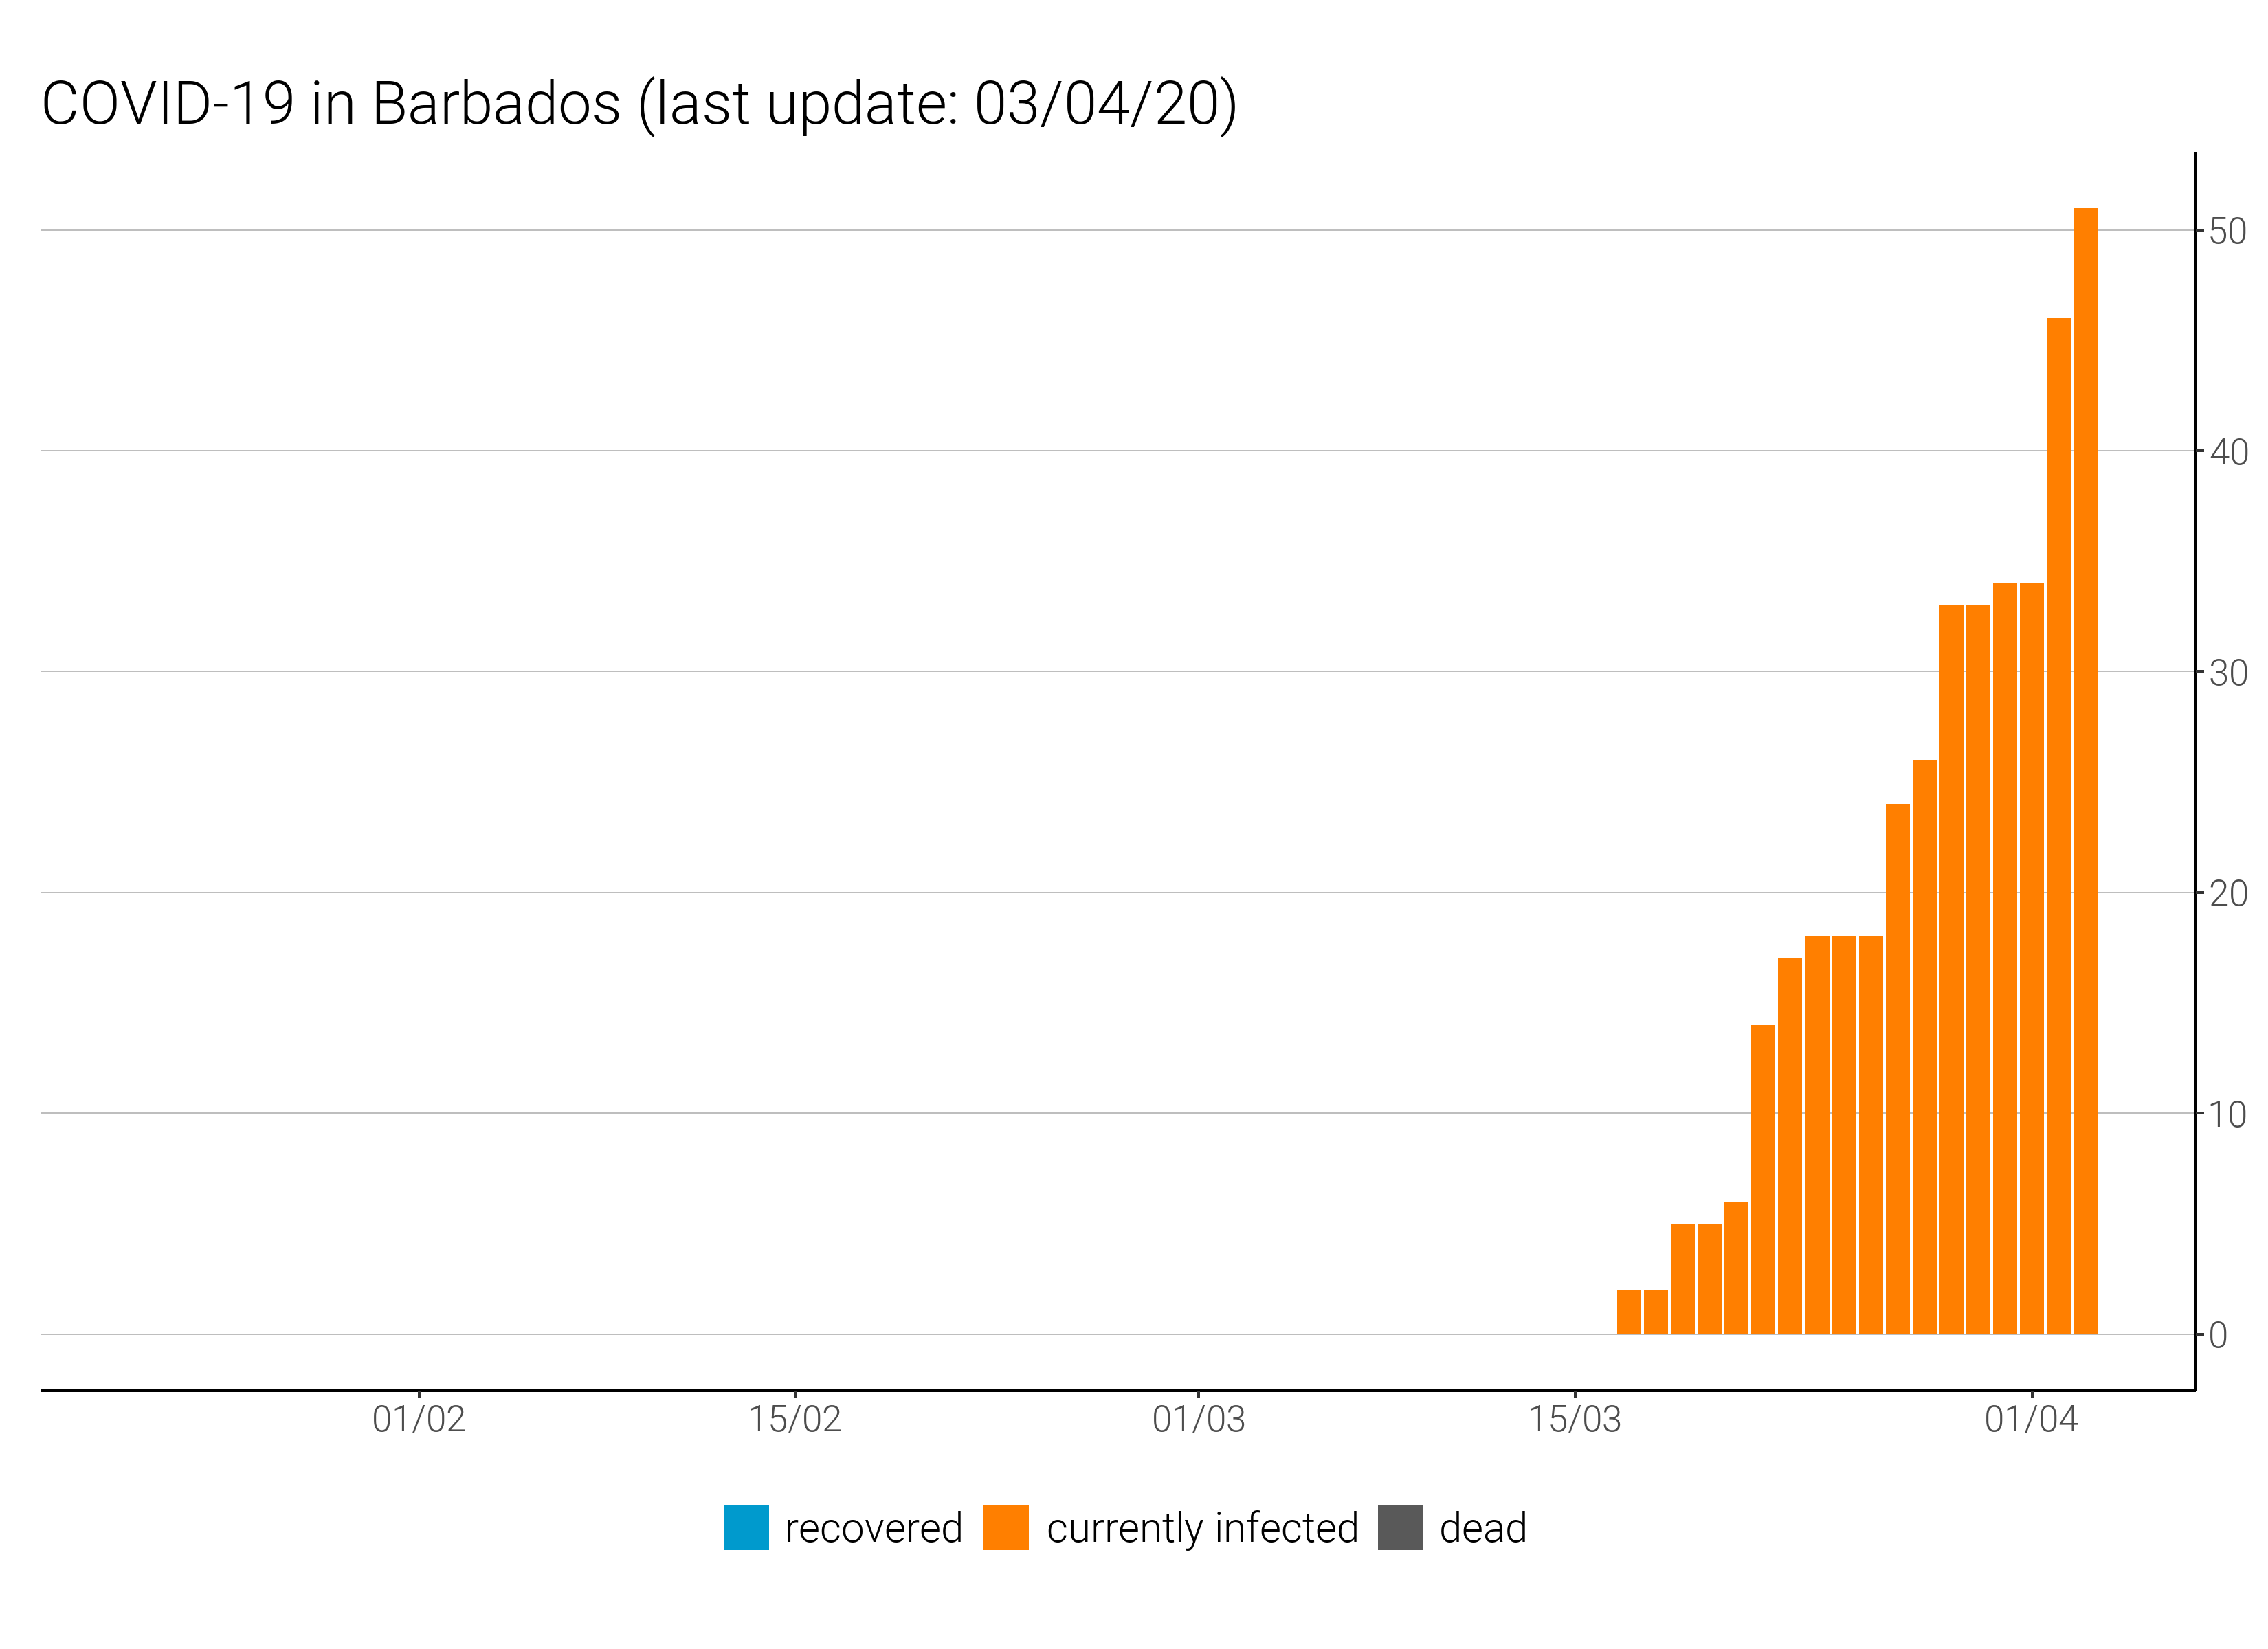 COVID-19 in Barbados (last update: 03/04/20)
50
40
30
20
10
0
01/02 15/02 01/03 15/03 01/04
recovered currently infected dead